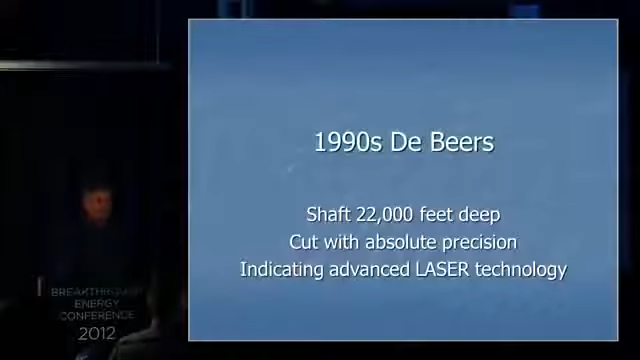 1990s De Beers
Shaft 22,000 feet deep
Cut with absolute precision
Indicating advanced LASER technology
BREAKTHROUGH
ENERGY
CONFERENCE
2012